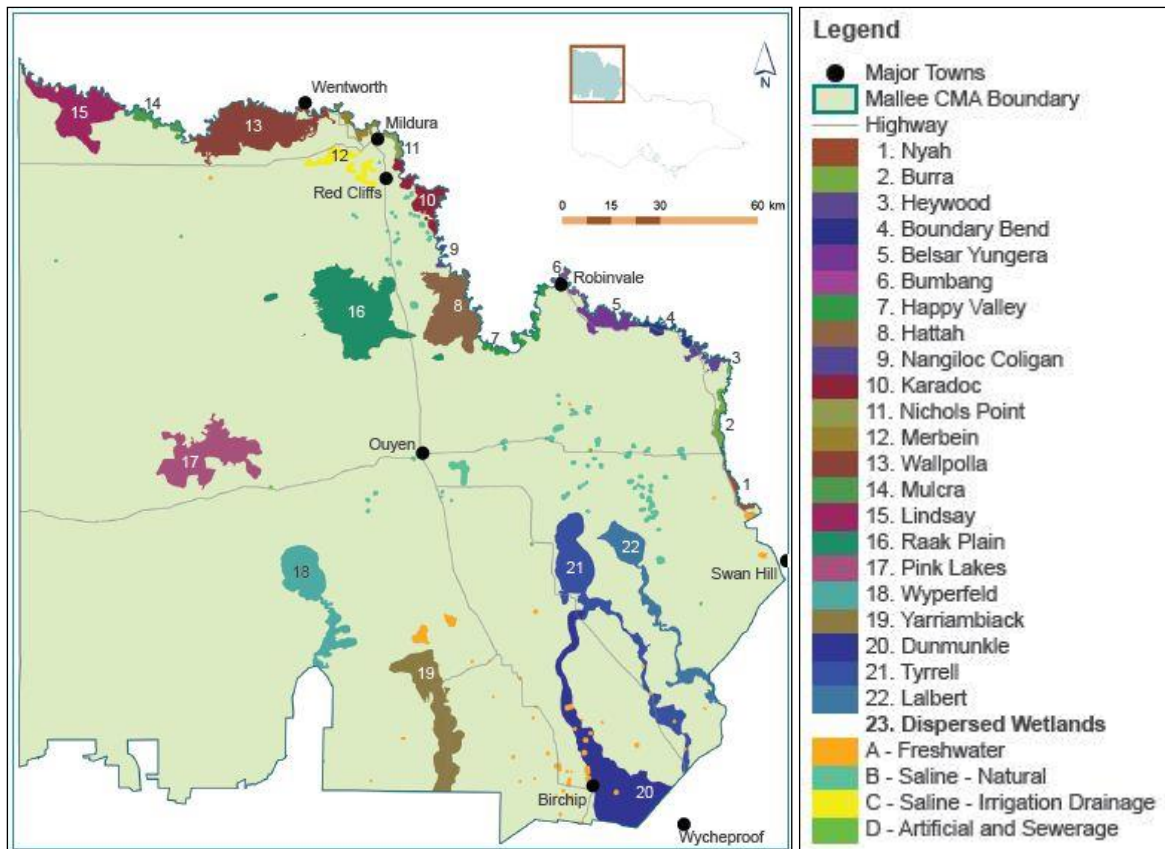 Wentworth
15
14
13
Mildura
11
12
Red Cliffs
10
9
N
0 15 30 60 km
6
Robinvale
16
8
5
4
7
3
2
Ouyen
17
1
22
18
21
Swan Hill
19
Birchip
20
Wycheproof
Legend
Major Towns
Mallee CMA Boundary
Highway
1. Nyah
2. Burra
3. Heywood
4. Boundary Bend
5. Belsar Yungera
6. Bumbang
7. Happy Valley
8. Hattah
9. Nangiloc Coligan
10. Karadoc
11. Nichols Point
12. Merbein
13. Wallpolla
14. Mulcra
15. Lindsay
16. Raak Plain
17. Pink Lakes
18. Wyperfeld
19. Yarriambiack
20. Dunmunkle
21. Tyrrell
22. Lalbert
23. Dispersed Wetlands
A - Freshwater
B - Saline - Natural
C - Saline - Irrigation Drainage
D - Artificial and Sewerage